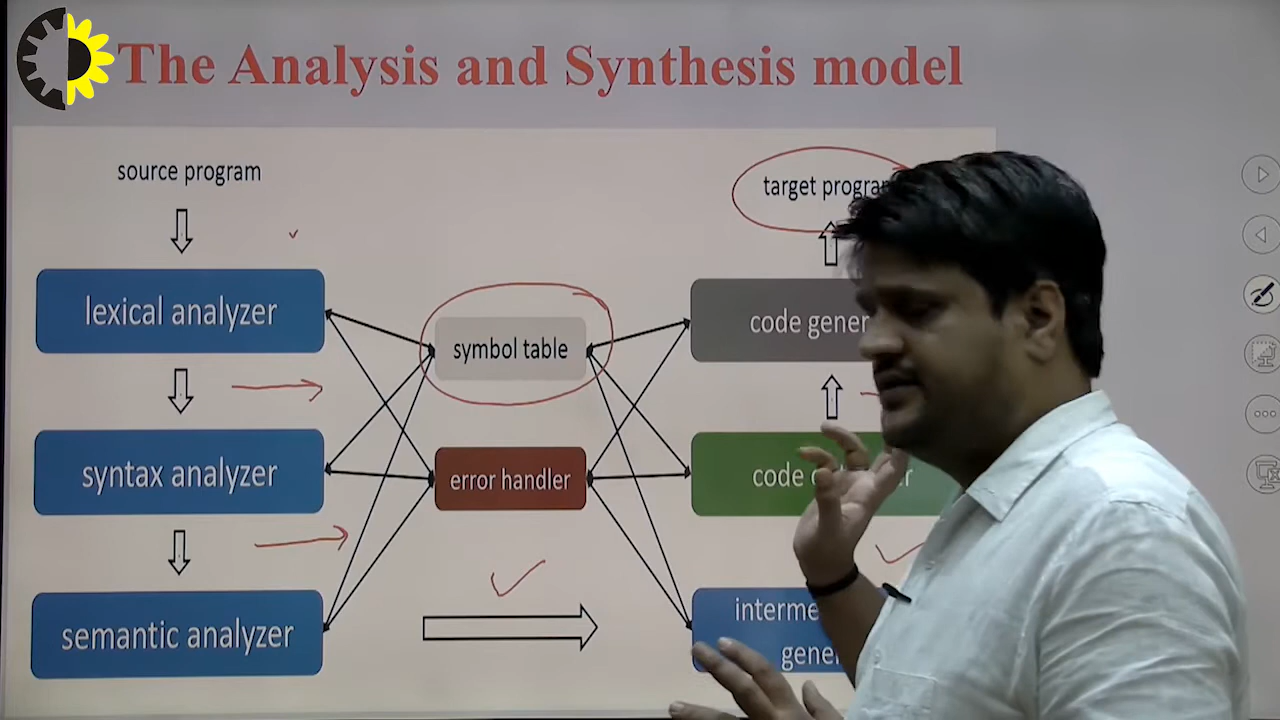 The Analysis and Synthesis model
source program
lexical analyzer
syntax analyzer
semantic analyzer
symbol table
error handler
target progra
code gener
code
interme
gener